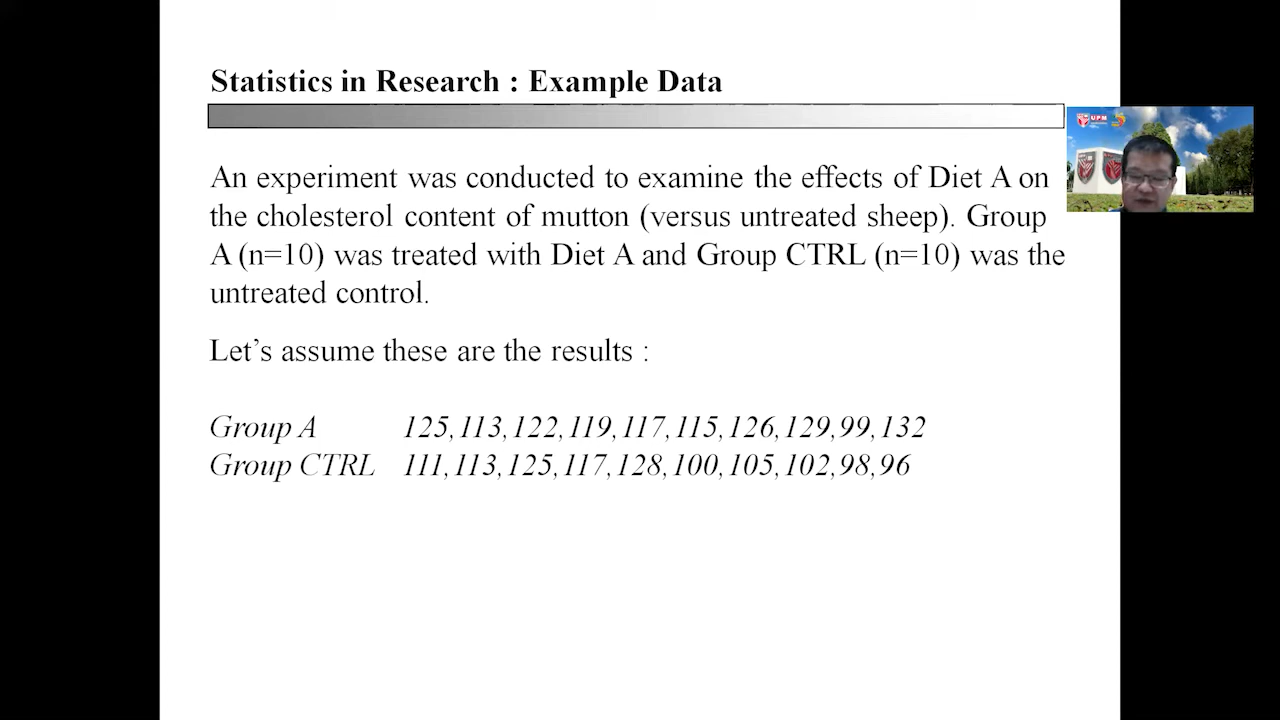 Statistics in Research : Example Data
UPM
An experiment was conducted to examine the effects of Diet A on
the cholesterol content of mutton (versus untreated sheep). Group
A (n=10) was treated with Diet A and Group CTRL (n=10) was the
untreated control.
Let’s assume these are the results :
Group A 125, 113, 122, 119, 117, 115, 126, 129, 99, 132
Group CTRL 111, 113, 125, 117, 128, 100, 105, 102, 98, 96